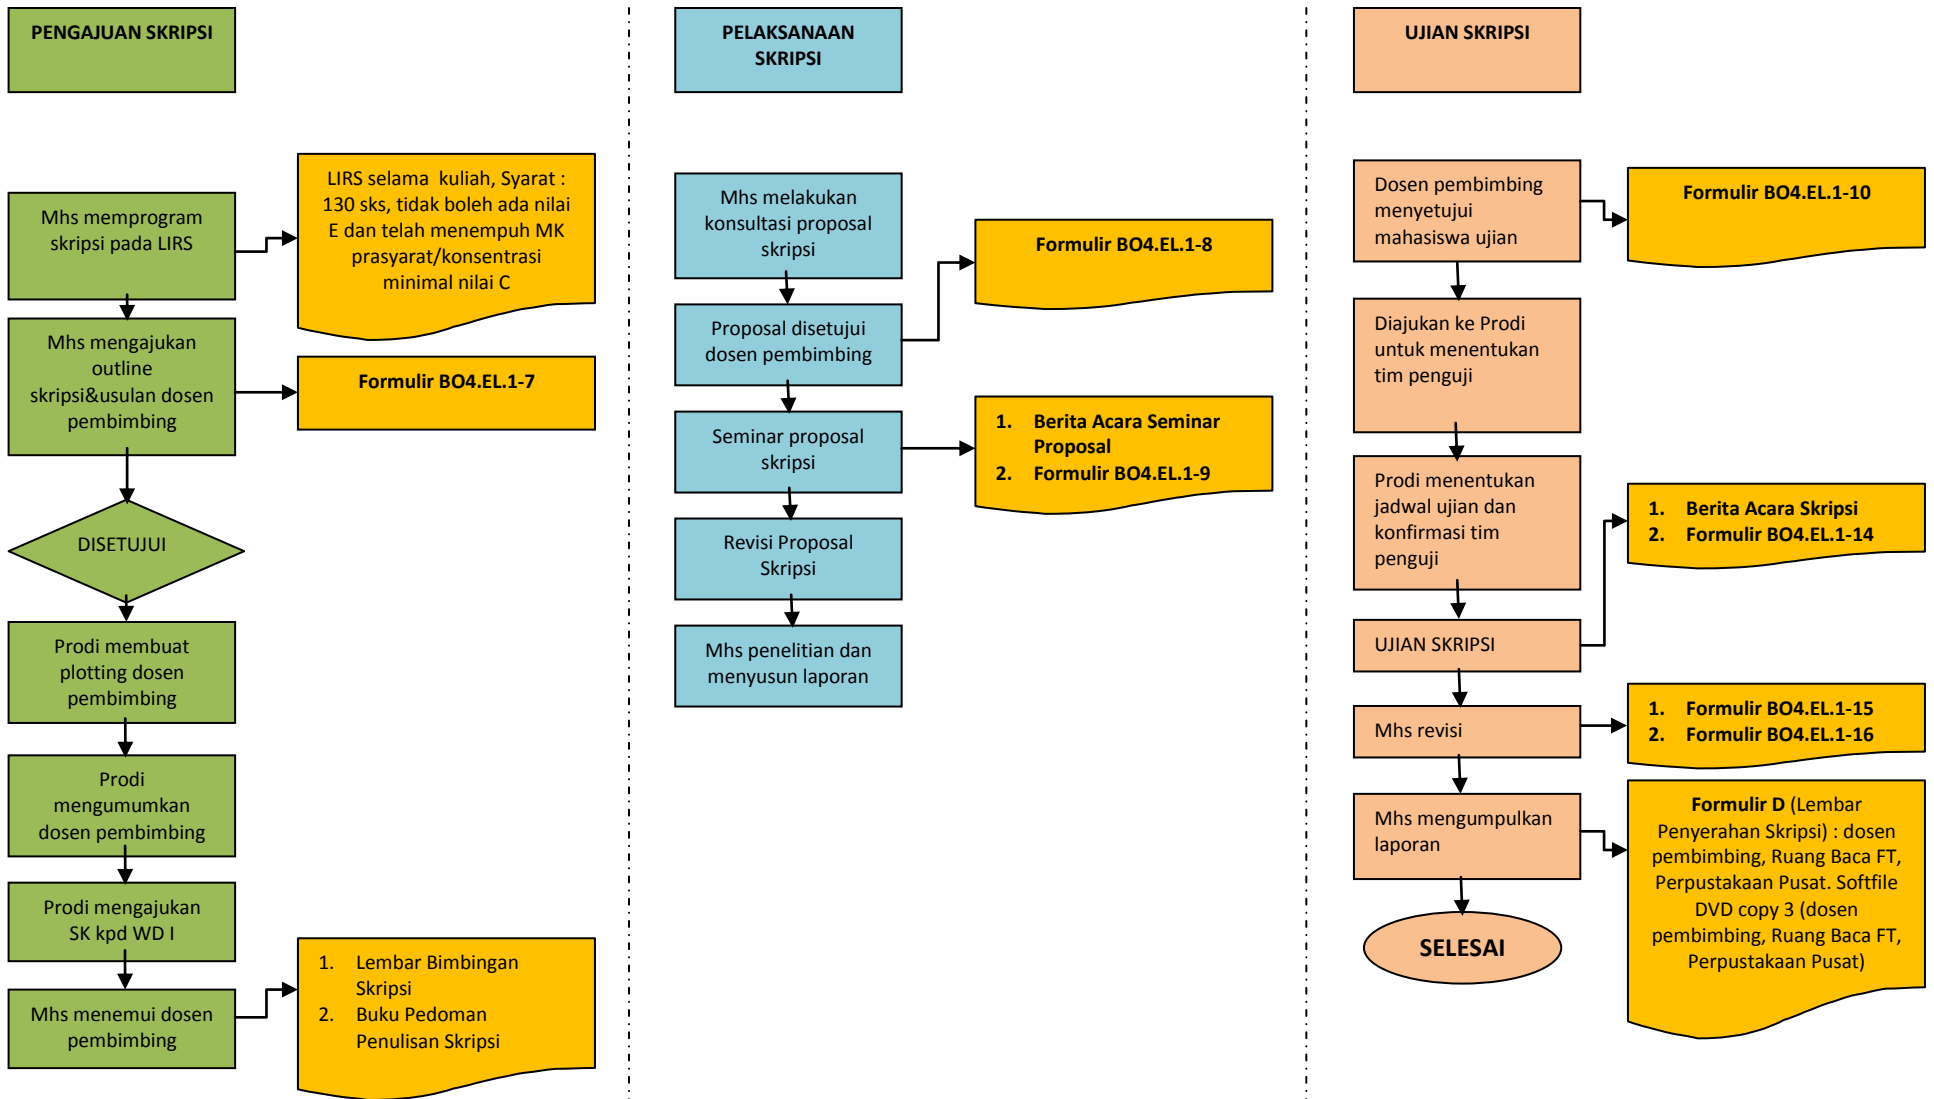 PENGAJUAN SKRIPSI
Mhs memprogram
skripsi pada LIRS
LIRS selama  kuliah, Syarat :
130 sks, tidak boleh ada nilai
E dan telah menempuh MK
prasyarat/konsentrasi
minimal nilai C
Mhs mengajukan
outline
skripsi&usulan dosen
pembimbing
Formulir BO4.EL.1-7
DISETUJUI
Prodi membuat
plotting dosen
pembimbing
Prodi
mengumumkan
dosen pembimbing
Prodi mengajukan
SK kpd WD I
Mhs menemui dosen
pembimbing
1. Lembar Bimbingan
Skripsi
2. Buku Pedoman
Penulisan Skripsi
PELAKSANAAN
SKRIPSI
Mhs melakukan
konsultasi proposal
skripsi
Proposal disetujui
dosen pembimbing
Formulir BO4.EL.1-8
Seminar proposal
skripsi
1. Berita Acara Seminar
Proposal
2. Formulir BO4.EL.1-9
Revisi Proposal
Skripsi
Mhs penelitian dan
menyusun laporan
UJIAN SKRIPSI
Dosen pembimbing
menyetujui
mahasiswa ujian
Formulir BO4.EL.1-10
Diajukan ke Prodi
untuk menentukan
tim penguji
Prodi menentukan
jadwal ujian dan
konfirmasi tim
penguji
1. Berita Acara Skripsi
2. Formulir BO4.EL.1-14
UJIAN SKRIPSI
Mhs revisi
1. Formulir BO4.EL.1-15
2. Formulir BO4.EL.1-16
Mhs mengumpulkan
laporan
Formulir D (Lembar
Penyerahan Skripsi) : dosen
pembimbing, Ruang Baca FT,
Perpustakaan Pusat. Softfile
DVD copy 3 (dosen
pembimbing, Ruang Baca FT,
Perpustakaan Pusat)
SELESAI